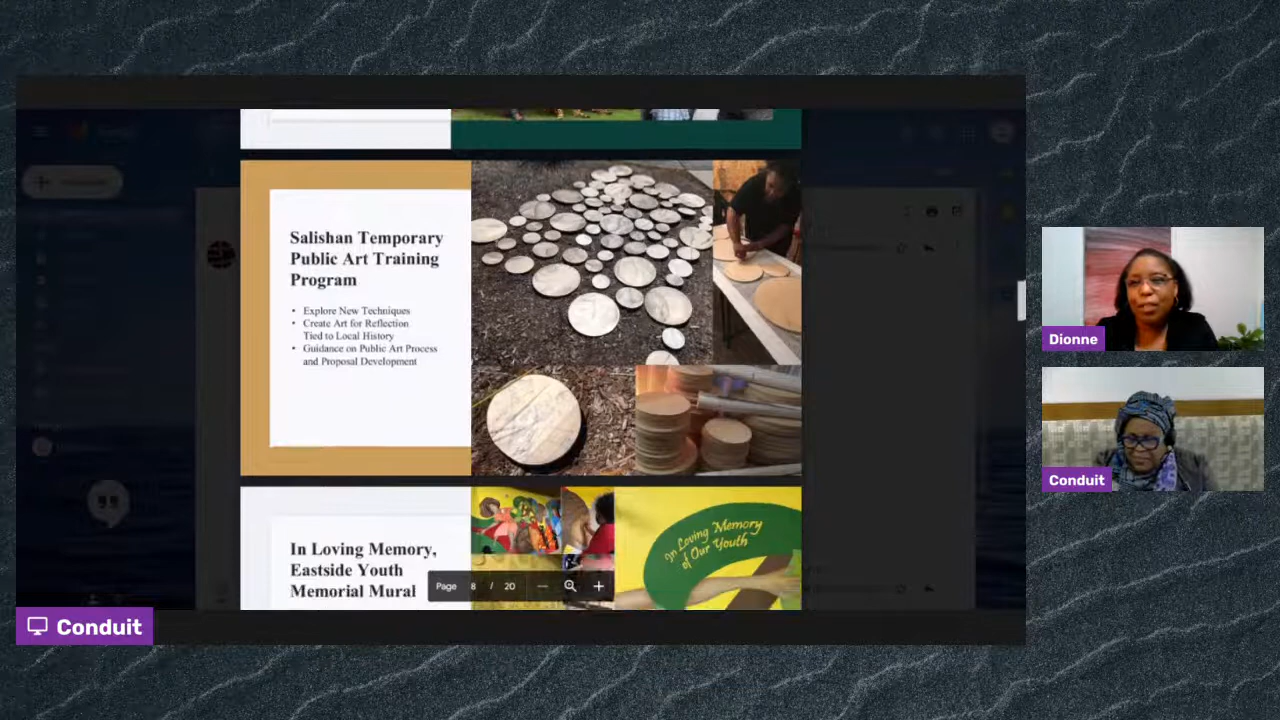 Salishan Temporary
Public Art Training
Program
• Explore New Techniques
• Create Art for Reflection
Tied to Local History
• Guidance on Public Art Process
and Proposal Development
In Loving Memory,
Eastside Youth
Memorial Mural
In Loving Memory
of Our Youth
Page 8 / 20
Dionne
Conduit
Conduit